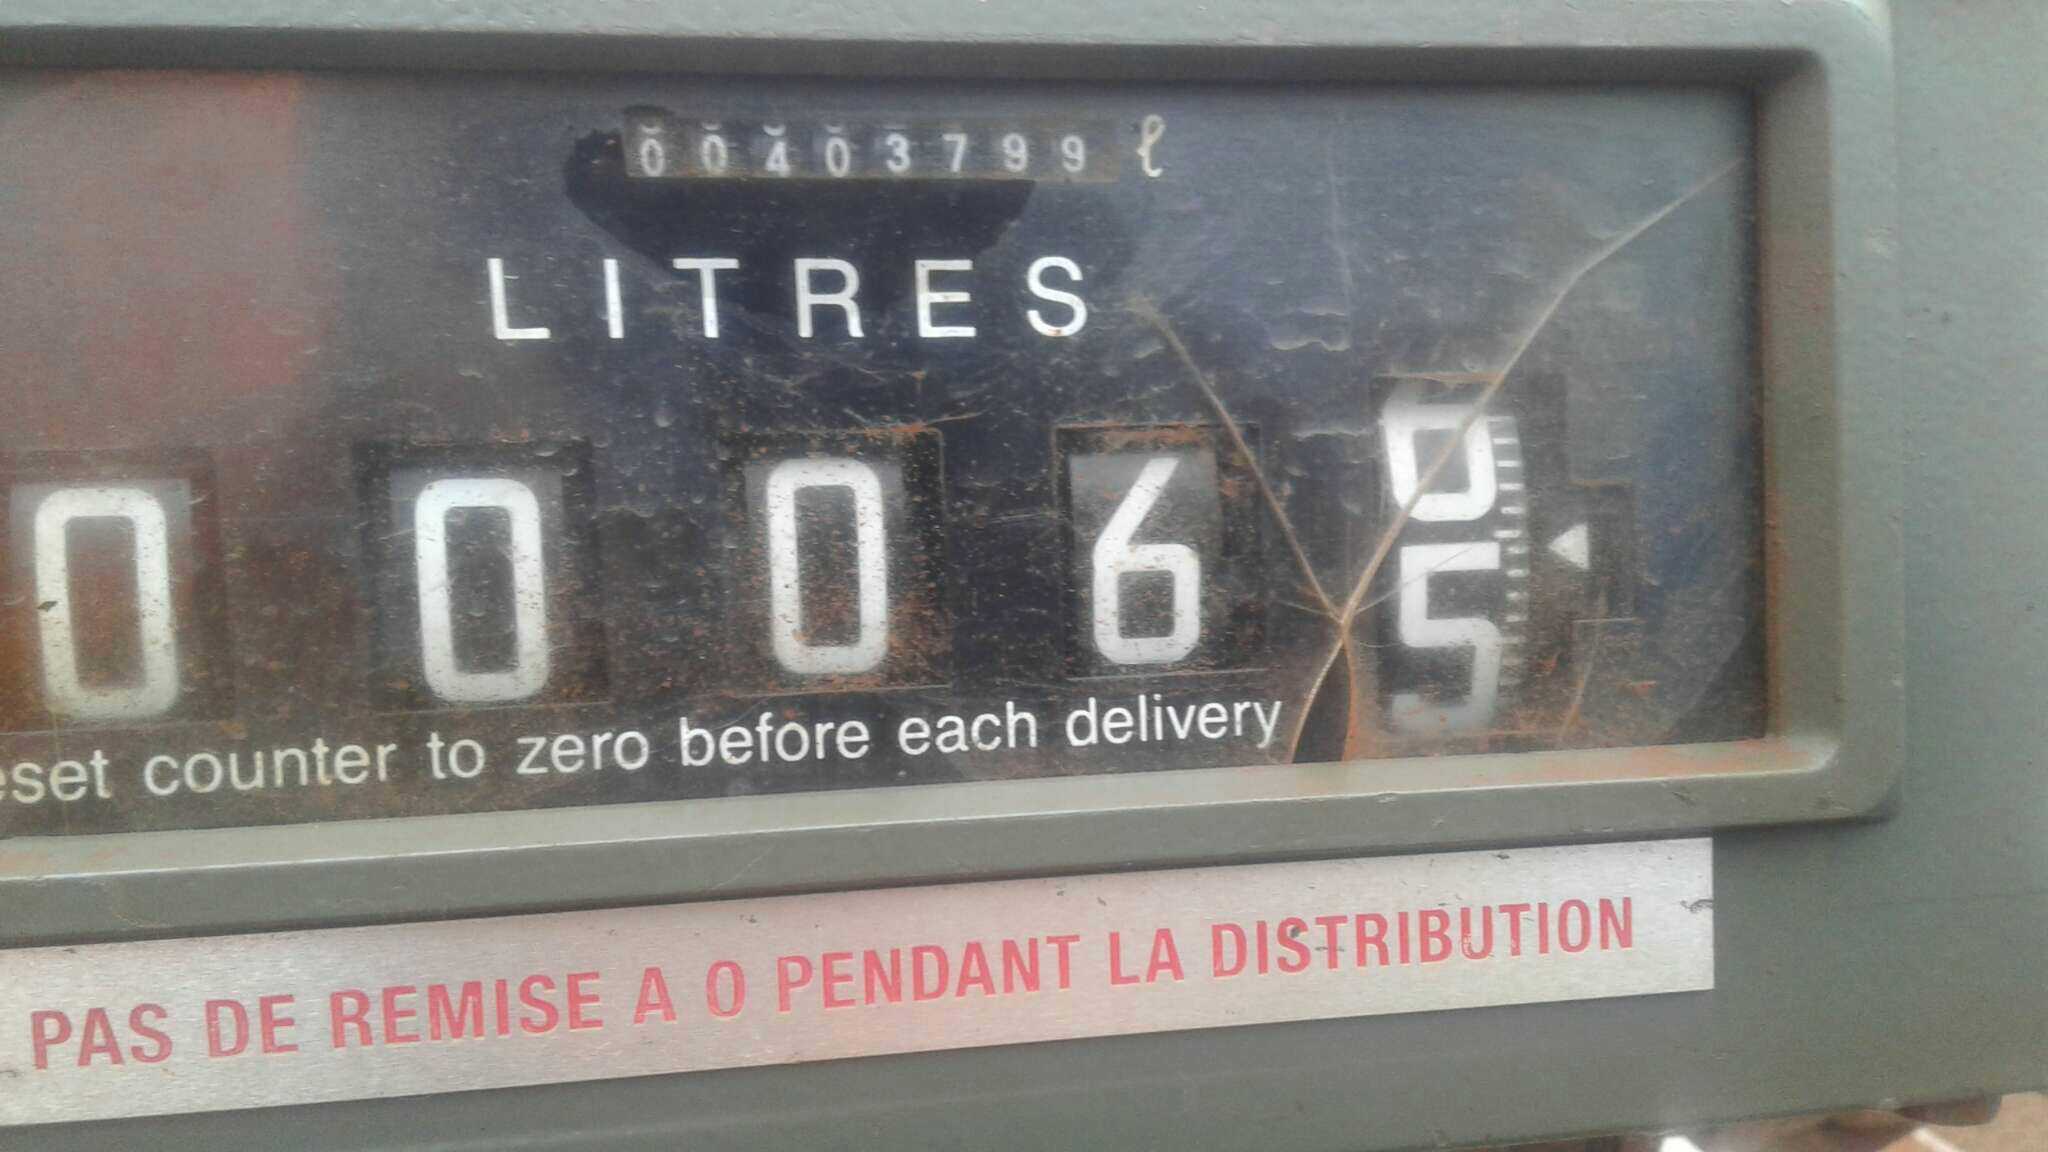 00403799 ℓ
LITRES
0 0 0 6 5
eset counter to zero before each delivery
PAS DE REMISE A 0 PENDANT LA DISTRIBUTION